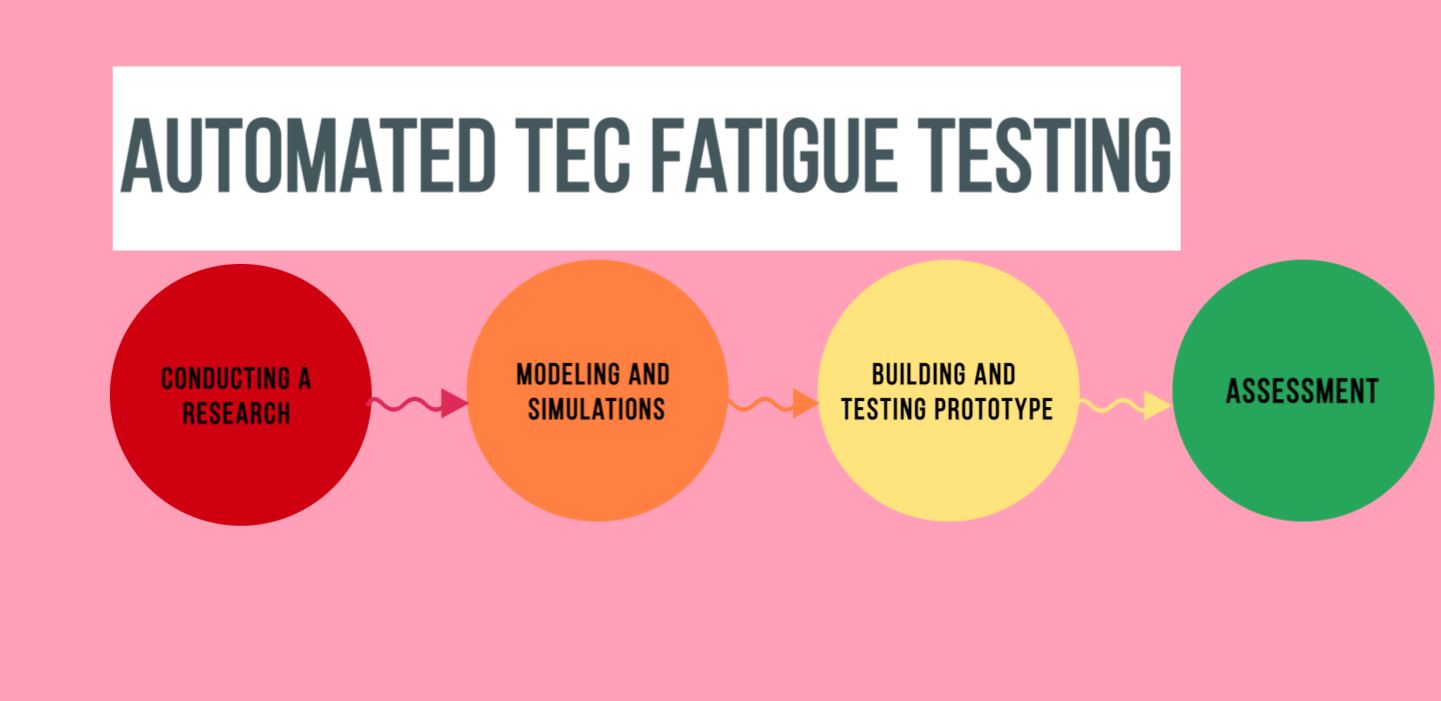 AUTOMATED TEC FATIGUE TESTING
CONDUCTING A
RESEARCH
MODELING AND
SIMULATIONS
BUILDING AND
TESTING PROTOTYPE
ASSESSMENT